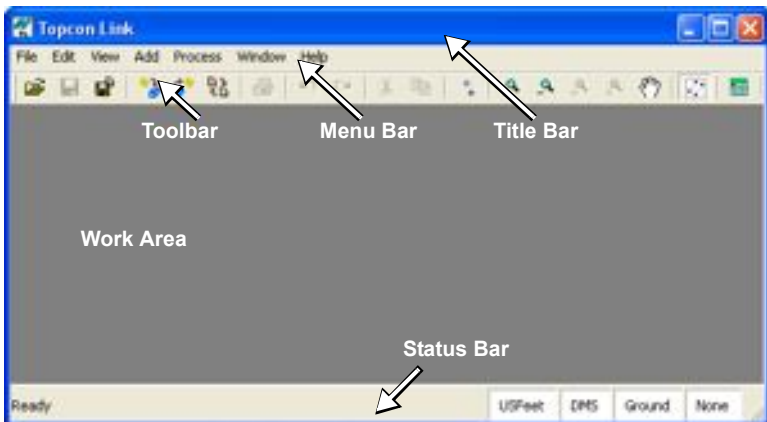 Topcon Link
File Edit View Add Process Window Help
Toolbar Menu Bar Title Bar
Work Area
Status Bar
Ready USFeet DMS Ground None